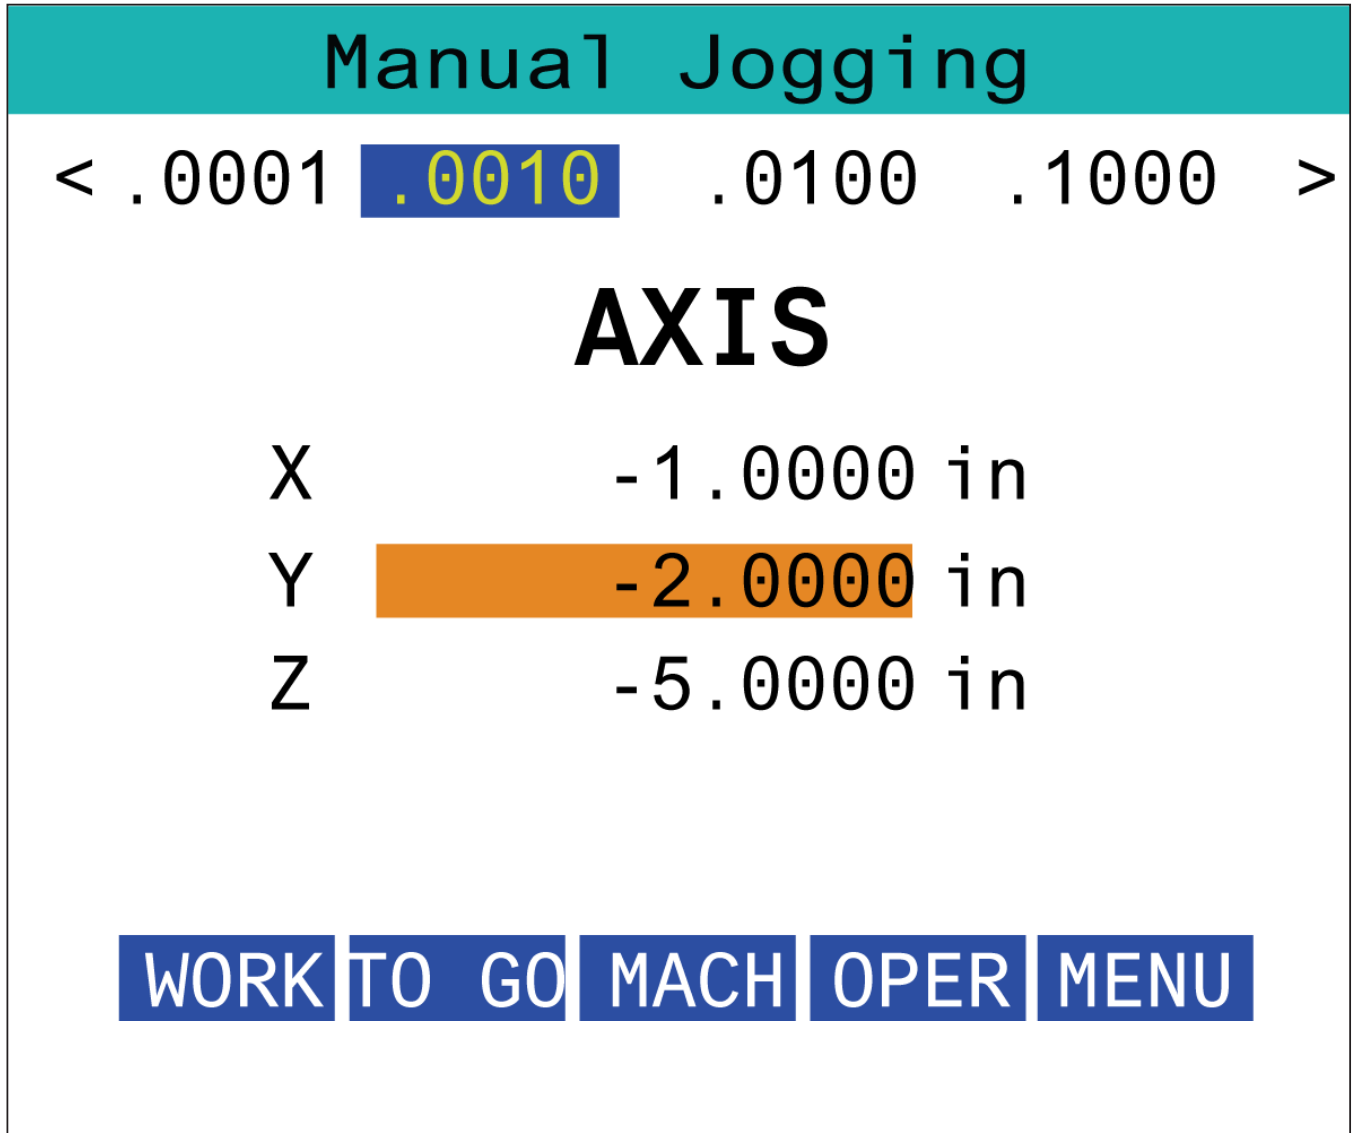 Manual Jogging
< .0001 .0010 .0100 .1000 >
AXIS
X -1.0000 in
Y -2.0000 in
Z -5.0000 in
WORK TO GO MACH OPER MENU